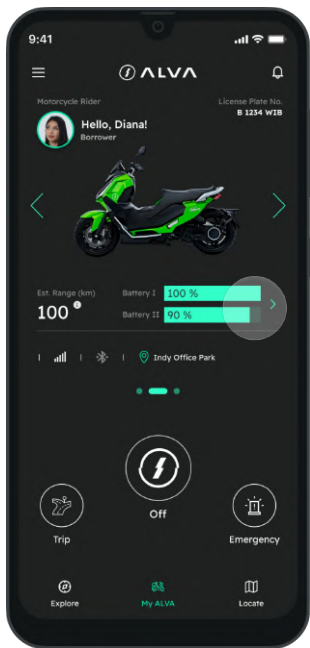 9:41
ALVA
Motorcycle Rider
License Plate No.
B 1234 WIB
Hello, Diana!
Borrower
Est. Range (km)
100
Battery I 100 %
Battery II 90 %
Indy Office Park
Off
Trip
Emergency
Explore
My ALVA
Locate